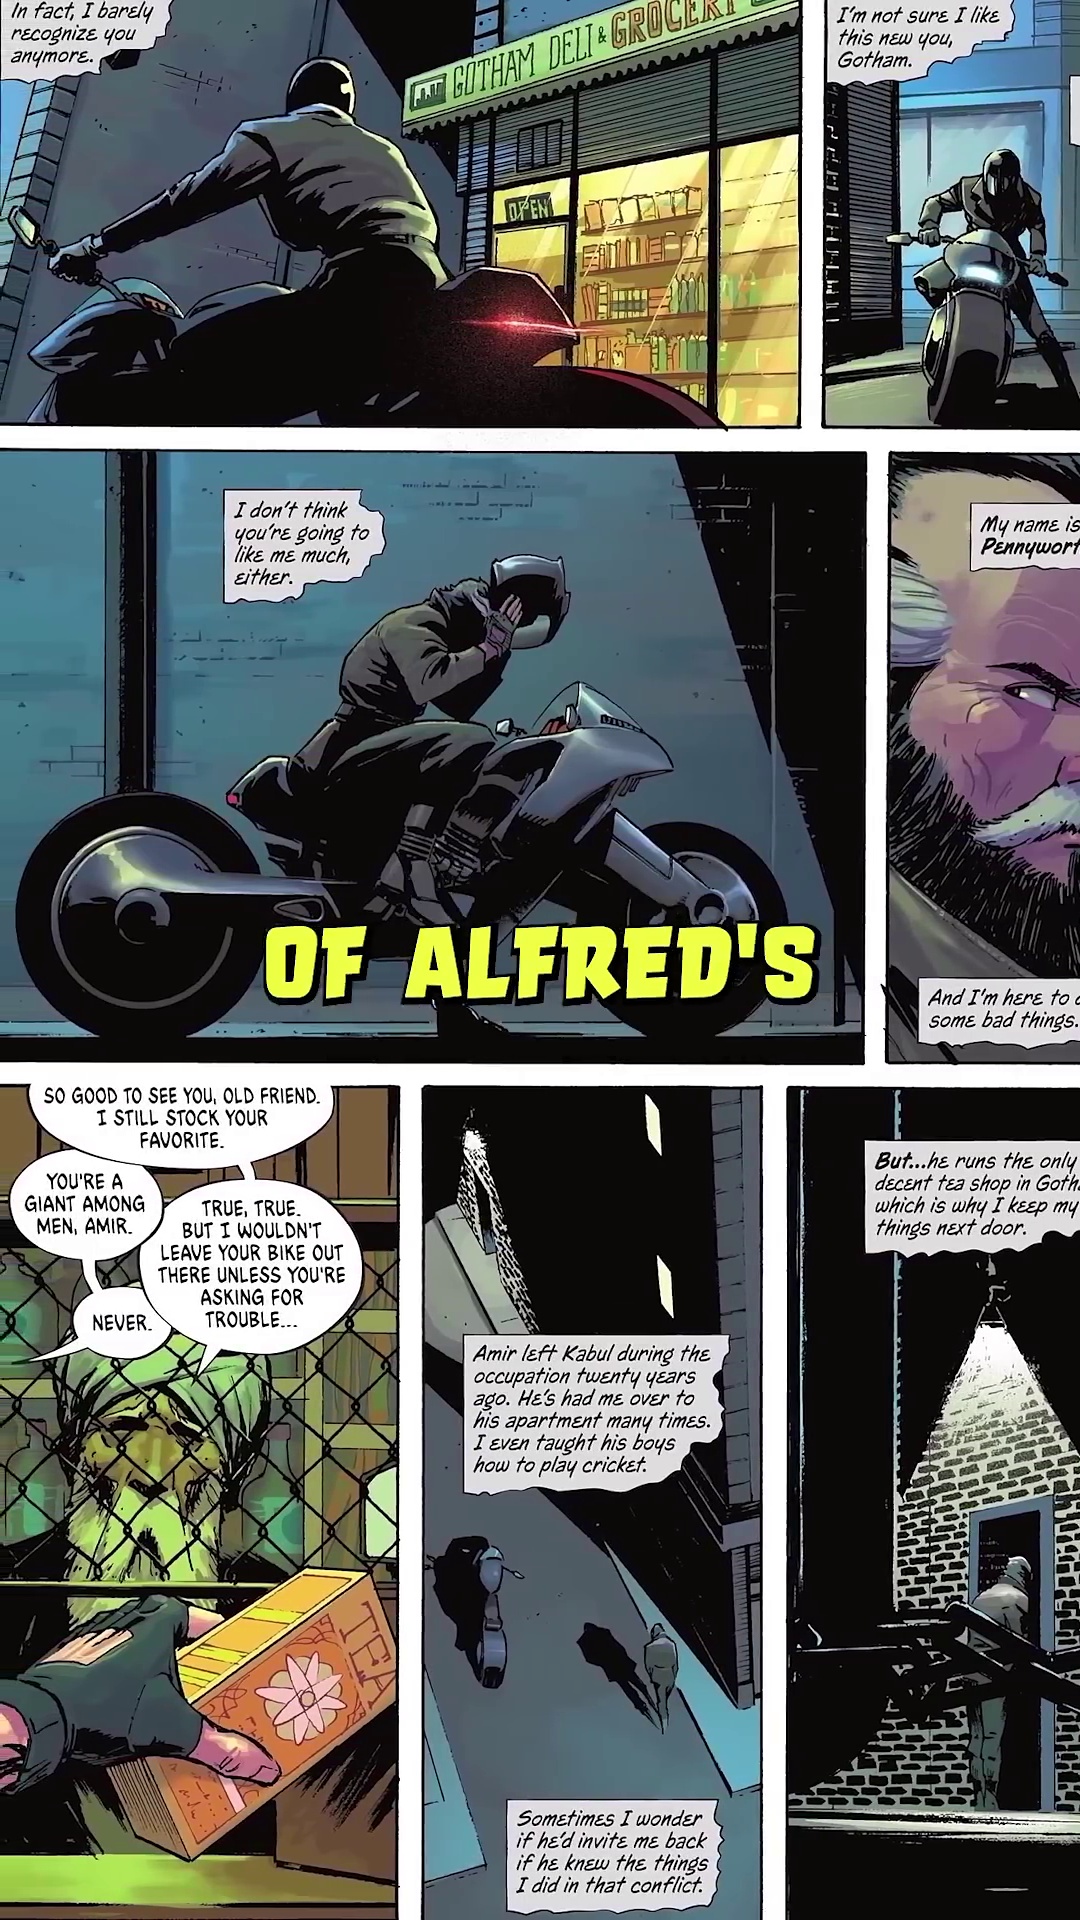 In fact, I barely
recognize you
anymore.
GOTHAM DELI & GROCERY
OPEN
I'm not sure I like
this new you,
Gotham.
I don't think
you're going to
like me much,
either.
My name is
Pennywort
And I'm here to
some bad things.
OF ALFRED'S
SO GOOD TO SEE YOU, OLD FRIEND.
I STILL STOCK YOUR
FAVORITE.
YOU'RE A
GIANT AMONG
MEN, AMIR.
TRUE, TRUE.
BUT I WOULDN'T
LEAVE YOUR BIKE OUT
THERE UNLESS YOU'RE
ASKING FOR
TROUBLE...
NEVER.
TEA
Amir left Kabul during the
occupation twenty years
ago. He's had me over to
his apartment many times.
I even taught his boys
how to play cricket.
Sometimes I wonder
if he'd invite me back
if he knew the things
I did in that conflict.
But...he runs the only
decent tea shop in Goth
which is why I keep my
things next door.